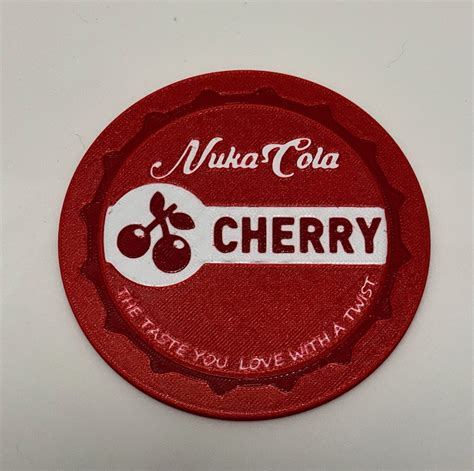 Nuka-Cola
CHERRY
THE TASTE YOU LOVE WITH A TWIST